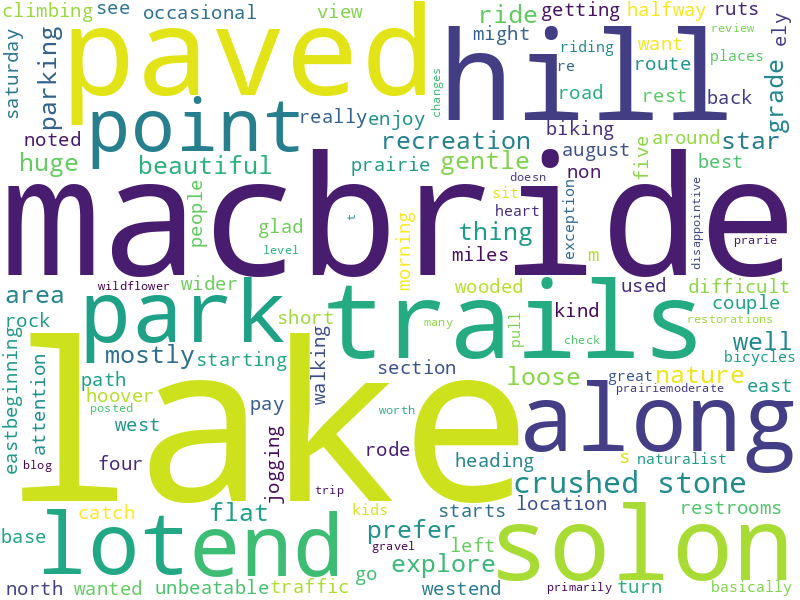 climbing see occasional view ride getting halfway ruts
saturday parking paved hill might riding re want review places ely
point really enjoy changes road route rest back grade
noted recreation biking august around star
huge beautiful prairie gentle non five best
macbride people doesn sit heart exception disappointive prarie
glad level t morning thing miles m
area wildflower wider park trails wooded used difficult
rock short many pull kind check couple restorations
eastbeginning mostly starting walking well bicycles
attention path hoover lake section loose great nature
posted west pay worth prairiemoderate east
blog four jogging rode heading along
trip s naturalist
catch flat kids starts crushed stone
base lot end prefer location restrooms
gravel left explore solon
north wanted unbeatable traffic go westend primarily turn basically